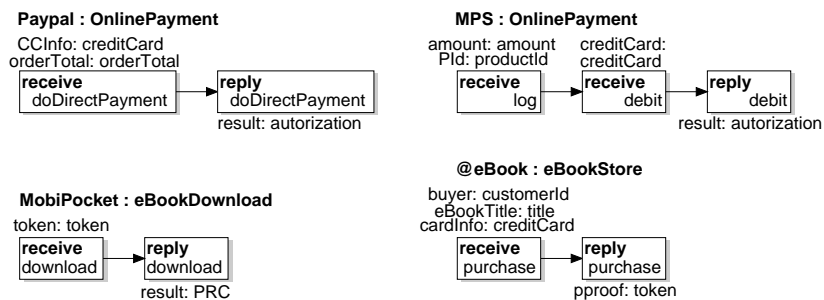 Paypal : OnlinePayment
CCInfo: creditCard
orderTotal: orderTotal
receive
doDirectPayment
reply
doDirectPayment
result: autorization
MPS : OnlinePayment
amount: amount
PId: productId
creditCard:
creditCard
receive
log
receive
debit
reply
debit
result: autorization
MobiPocket : eBookDownload
token: token
receive
download
reply
download
result: PRC
@eBook : eBookStore
buyer: customerId
eBookTitle: title
cardInfo: creditCard
receive
purchase
reply
purchase
pproof: token